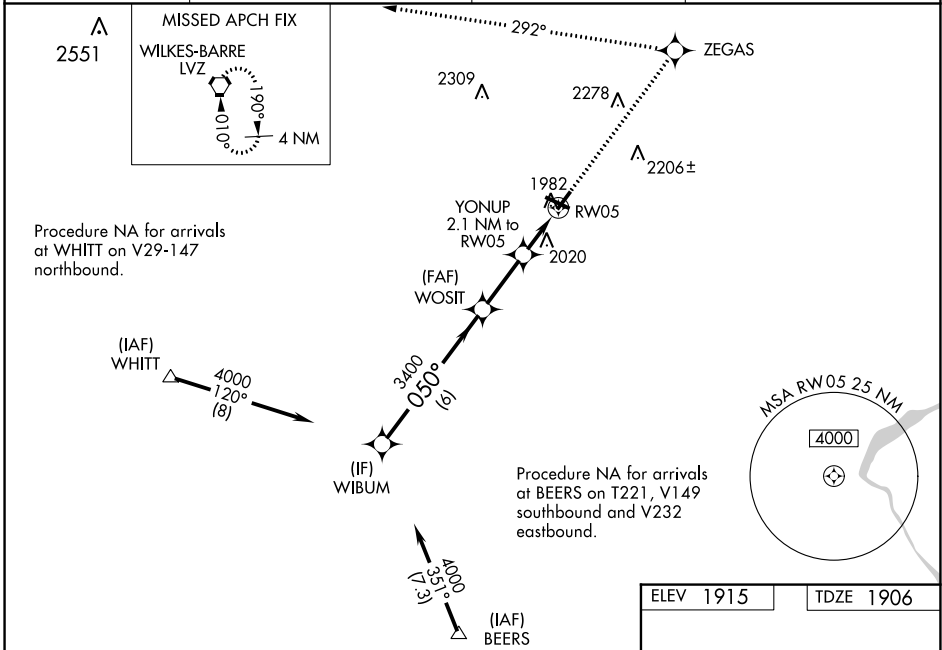 2551
MISSED APCH FIX
WILKES-BARRE
LVZ
190°
010°
4 NM
292°
ZEGAS
2309
2278
2206±
1982
RW05
YONUP
2.1 NM to
RW05
2020
Procedure NA for arrivals
at WHITT on V29-147
northbound.
(FAF)
WOSIT
(IAF)
WHITT
4000
120°
(8)
3400
050°
(6)
(IF)
WIBUM
MSA RW05 25 NM
4000
Procedure NA for arrivals
at BEERS on T221, V149
southbound and V232
eastbound.
4000
351°
(7.3)
(IAF)
BEERS
ELEV 1915
TDZE 1906